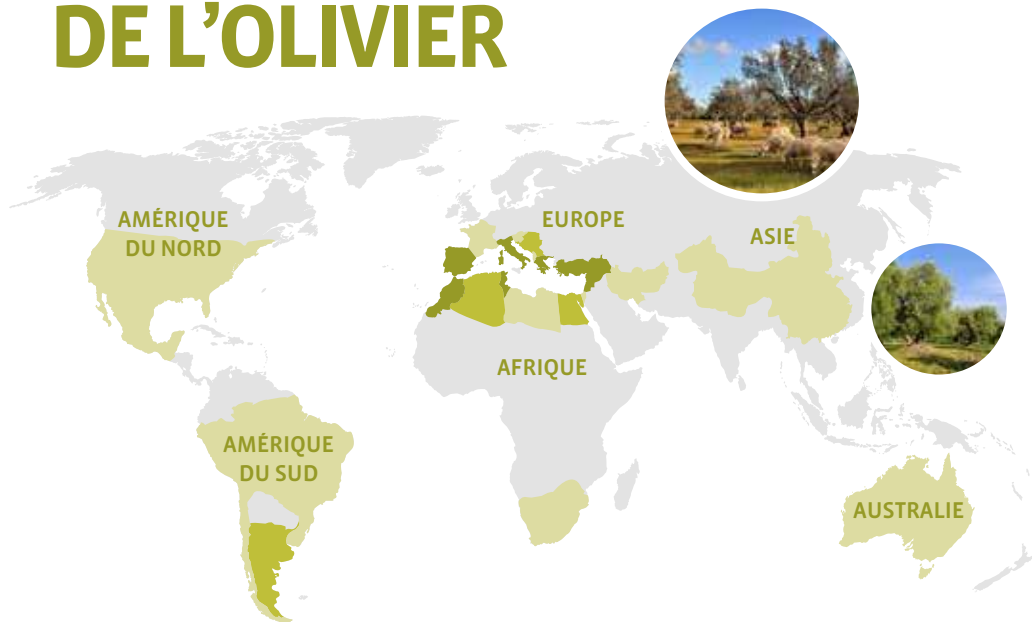 DE L’OLIVIER
AMÉRIQUE
DU NORD
EUROPE
ASIE
AFRIQUE
AMÉRIQUE
DU SUD
AUSTRALIE